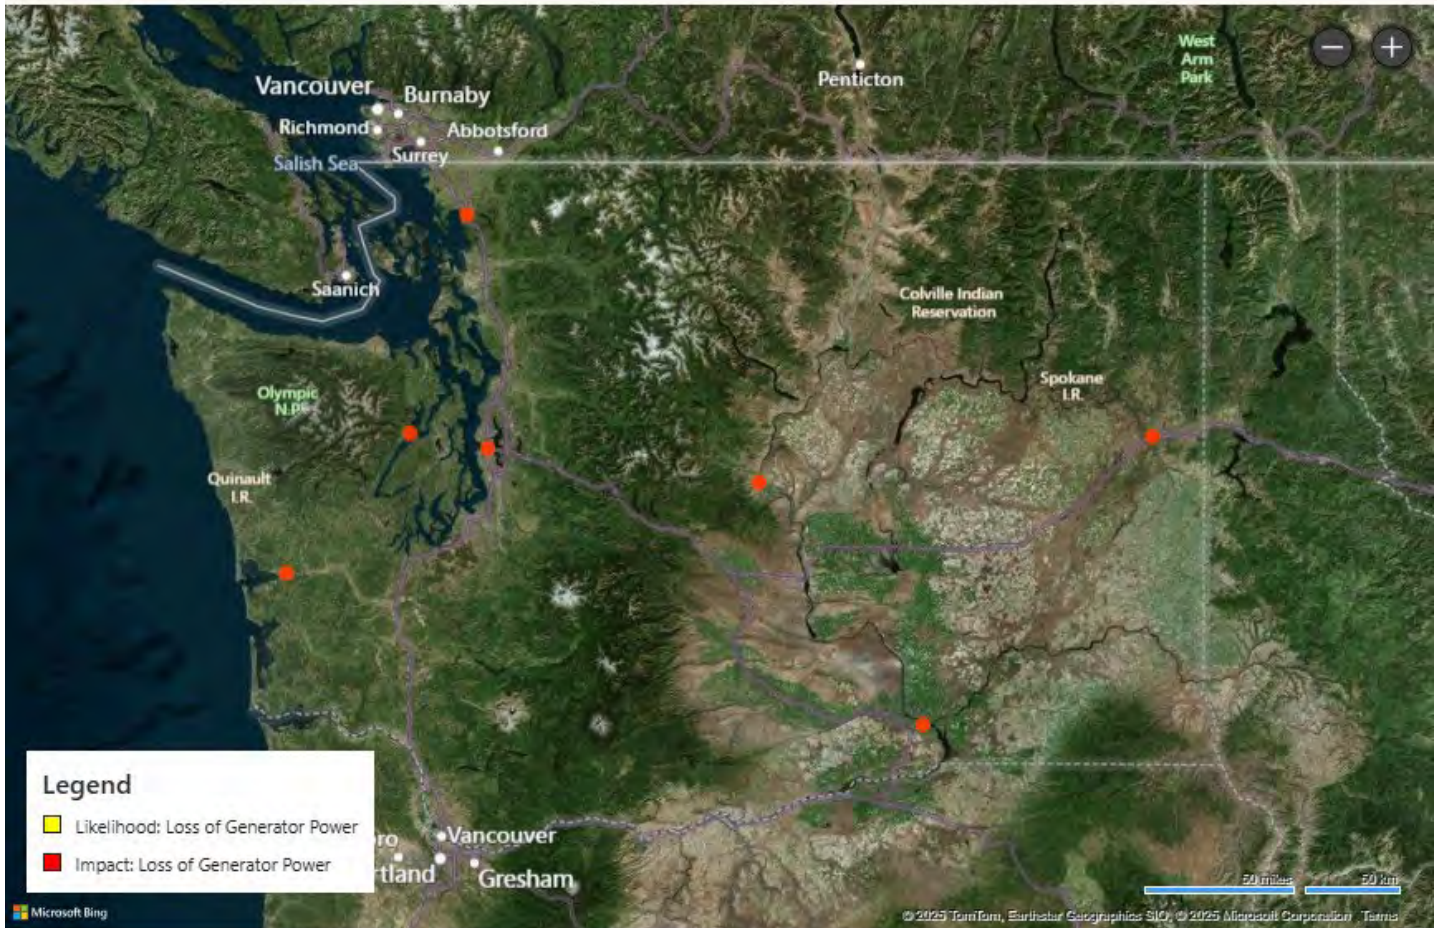 West
Arm
Park
Penticton
Vancouver
Burnaby
Richmond
Abbotsford
Surrey
Salish Sea
Saanich
Colville Indian
Reservation
Olympic
N.P.
Spokane
I.R.
Quinault
I.R.
Legend
Likelihood: Loss of Generator Power
Impact: Loss of Generator Power
ro
Vancouver
rtland
Gresham
50 miles
50 km
Microsoft Bing
© 2025 TomTom, Earthstar Geographics SIO, © 2025 Microsoft Corporation Terms